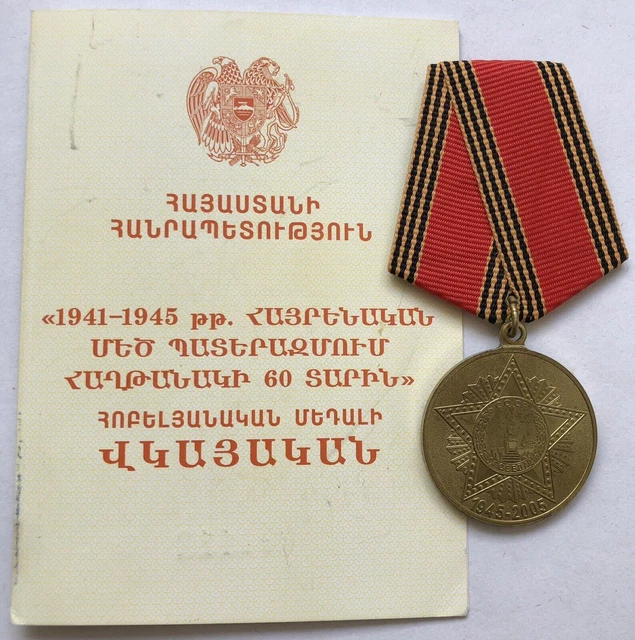 ՀԱՅԱՍՏԱՆԻ
ՀԱՆՐԱՊԵՏՈՒԹՅՈՒՆ
«1941–1945 թթ. ՀԱՅՐԵՆԱԿԱՆ
ՄԵԾ ՊԱՏԵՐԱԶՄՈՒՄ
ՀԱՂԹԱՆԱԿԻ 60 ՏԱՐԻՆ»
ՀՈԲԵԼՅԱՆԱԿԱՆ ՄԵԴԱԼԻ
ՎԿԱՅԱԿԱՆ
1945-2005